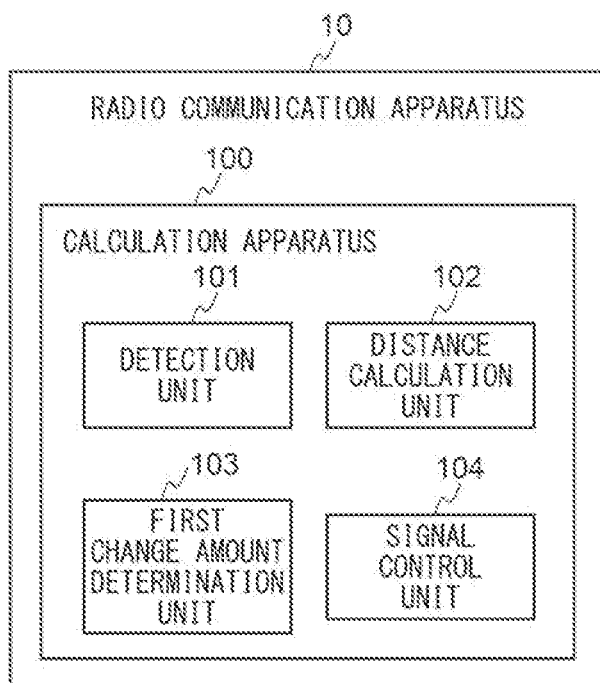 10
RADIO COMMUNICATION APPARATUS
100
CALCULATION APPARATUS
101
DETECTION
UNIT
102
DISTANCE
CALCULATION
UNIT
103
FIRST
CHANGE AMOUNT
DETERMINATION
UNIT
104
SIGNAL
CONTROL
UNIT